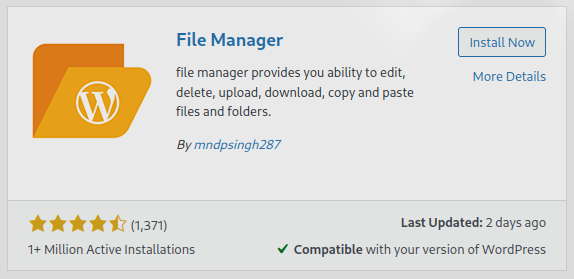 File Manager
Install Now
More Details
file manager provides you ability to edit,
delete, upload, download, copy and paste
files and folders.
By mndpsingh287
(1,371)
Last Updated: 2 days ago
1+ Million Active Installations
Compatible with your version of WordPress